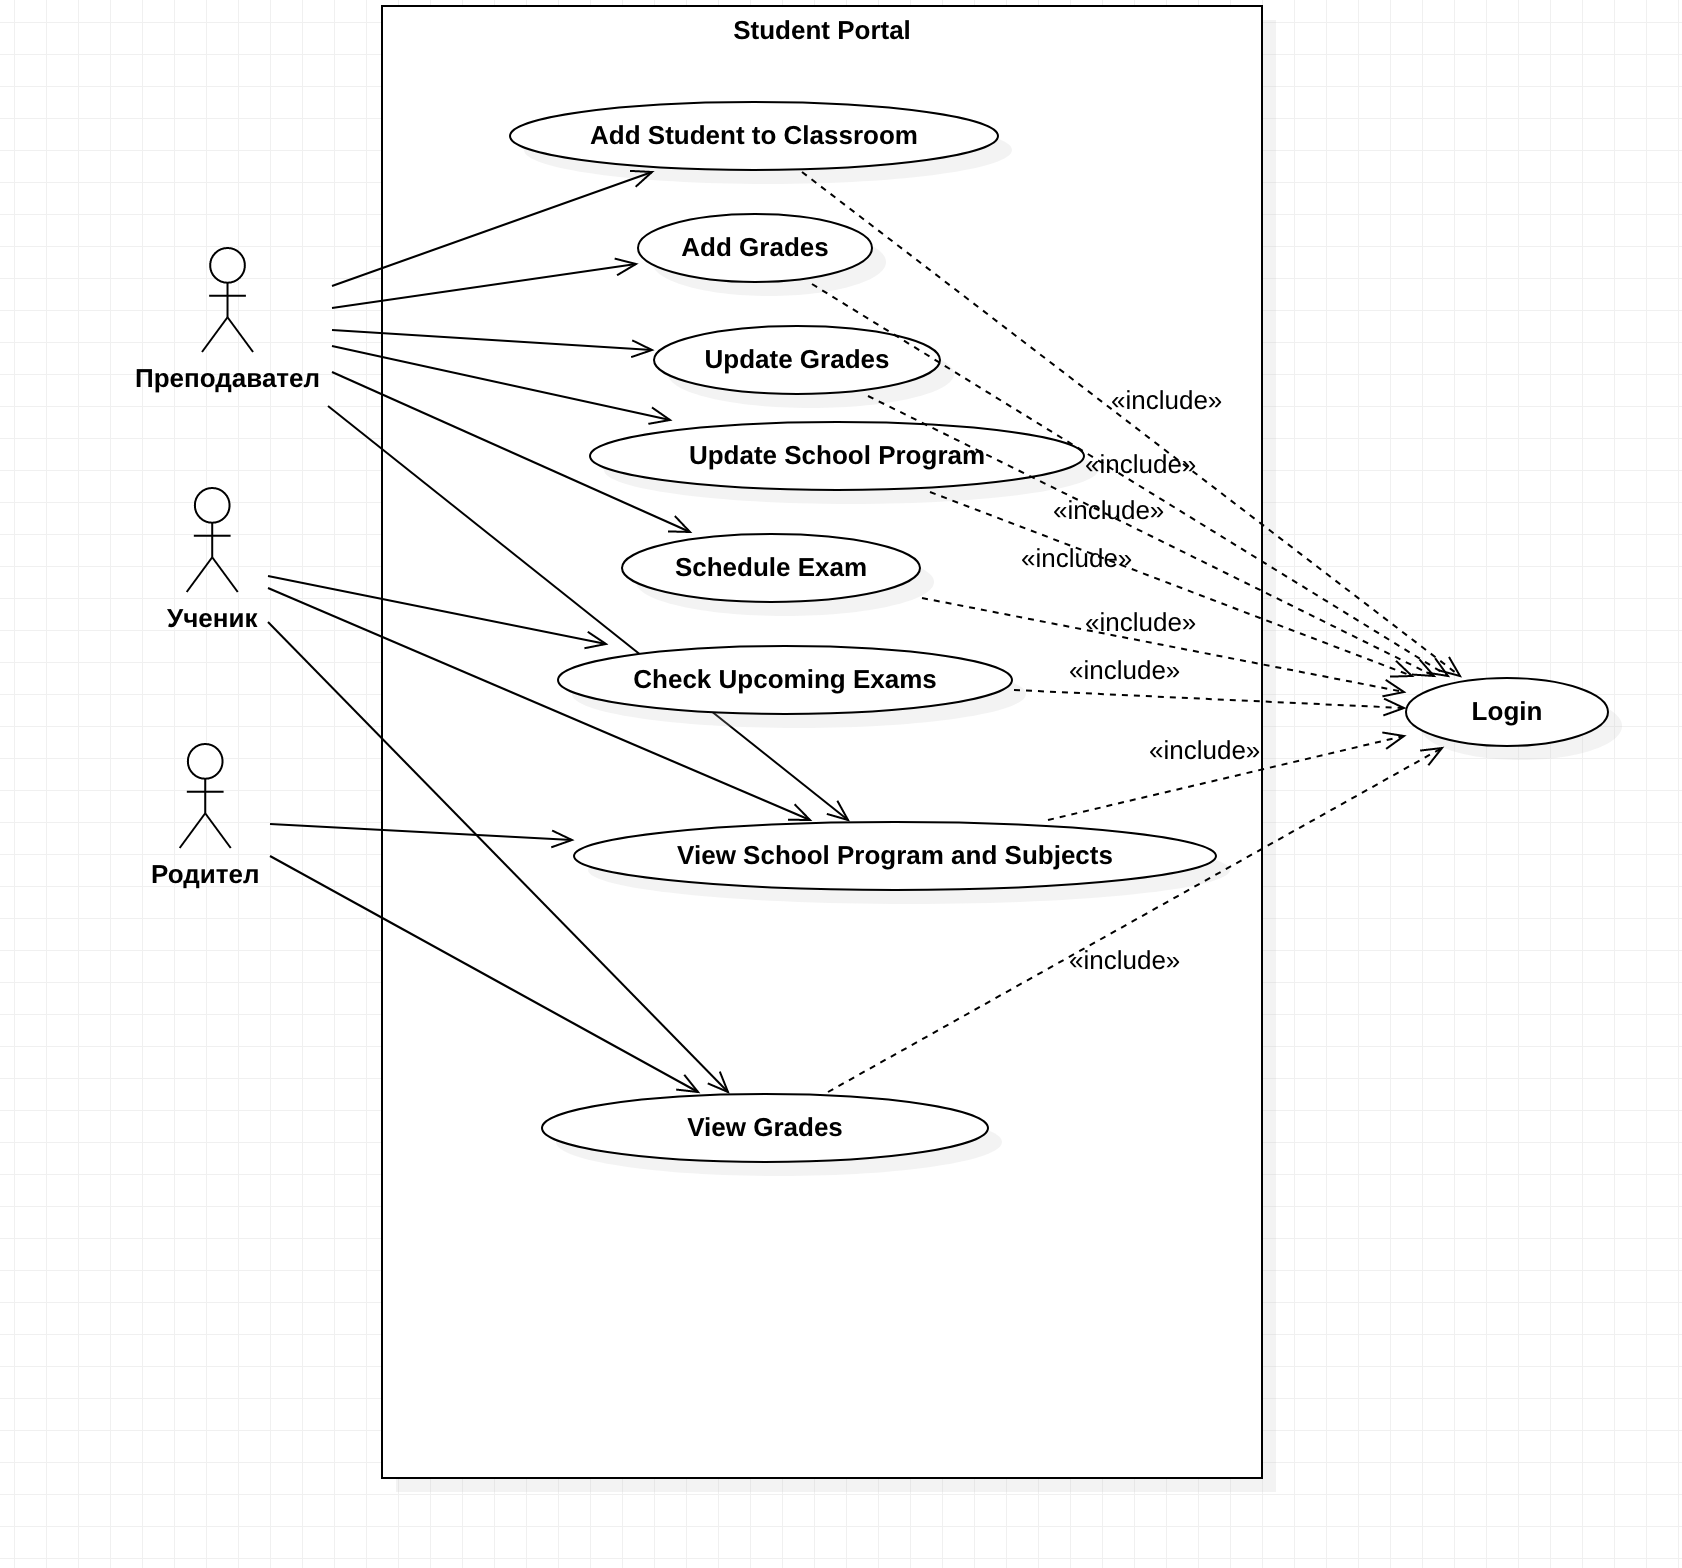 Student Portal
Add Student to Classroom
Add Grades
Преподавател
Update Grades
«include»
Update School Program
«include»
«include»
«include»
Schedule Exam
Ученик
«include»
Check Upcoming Exams
«include»
Login
«include»
View School Program and Subjects
Родител
«include»
View Grades